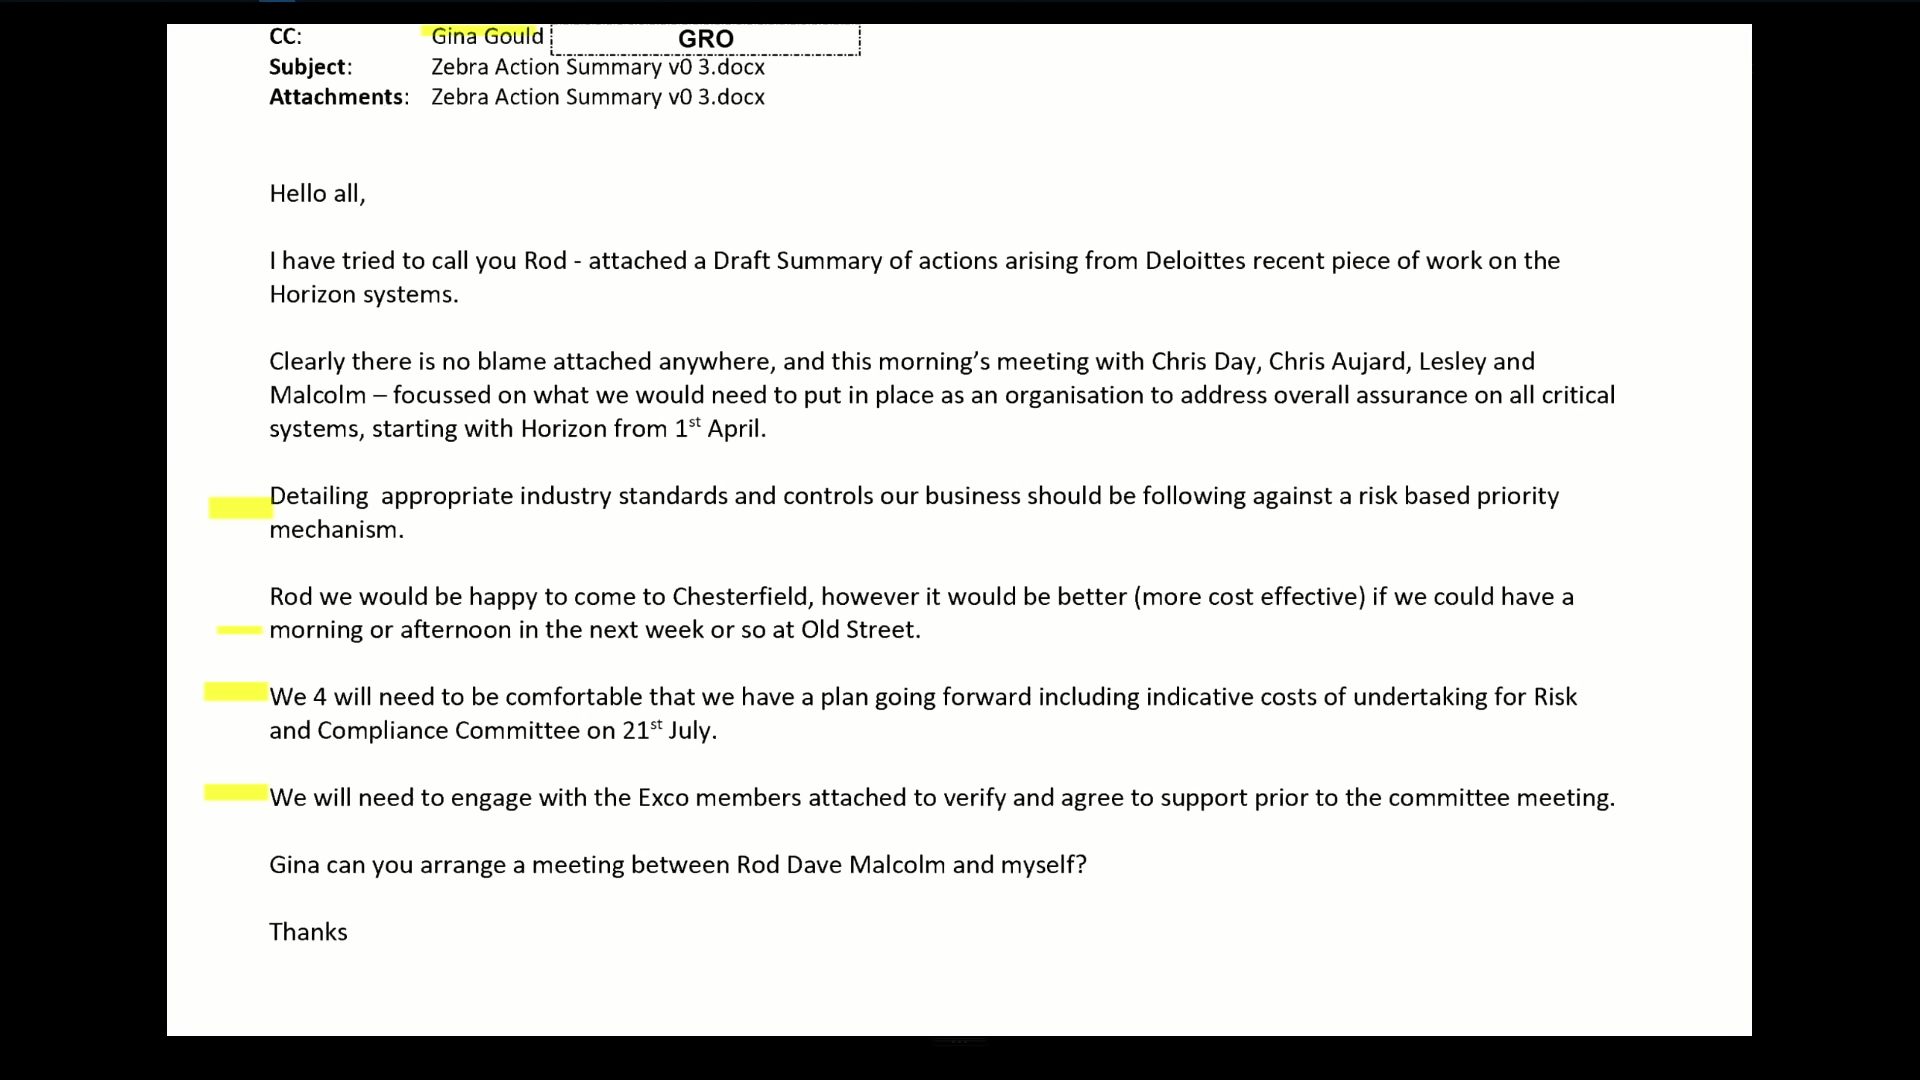 CC: Gina Gould GRO
Subject: Zebra Action Summary v0 3.docx
Attachments: Zebra Action Summary v0 3.docx
Hello all,
I have tried to call you Rod - attached a Draft Summary of actions arising from Deloittes recent piece of work on the
Horizon systems.
Clearly there is no blame attached anywhere, and this morning’s meeting with Chris Day, Chris Aujard, Lesley and
Malcolm – focussed on what we would need to put in place as an organisation to address overall assurance on all critical
systems, starting with Horizon from 1st April.
Detailing  appropriate industry standards and controls our business should be following against a risk based priority
mechanism.
Rod we would be happy to come to Chesterfield, however it would be better (more cost effective) if we could have a
morning or afternoon in the next week or so at Old Street.
We 4 will need to be comfortable that we have a plan going forward including indicative costs of undertaking for Risk
and Compliance Committee on 21st July.
We will need to engage with the Exco members attached to verify and agree to support prior to the committee meeting.
Gina can you arrange a meeting between Rod Dave Malcolm and myself?
Thanks